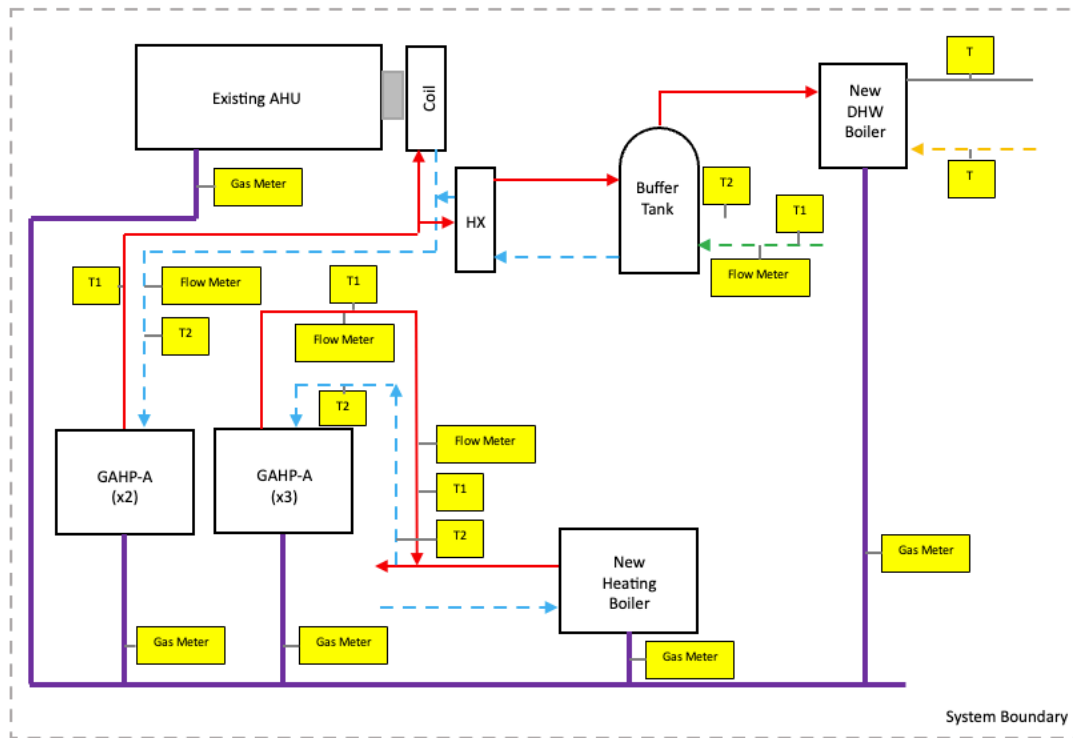 Existing AHU
Coil
Gas Meter
T
New
DHW
Boiler
T
HX
Buffer
Tank
T2
T1
Flow Meter
T1
Flow Meter
T2
T1
Flow Meter
T2
GAHP-A
(x2)
GAHP-A
(x3)
Flow Meter
T1
T2
New
Heating
Boiler
Gas Meter
Gas Meter
Gas Meter
Gas Meter
System Boundary